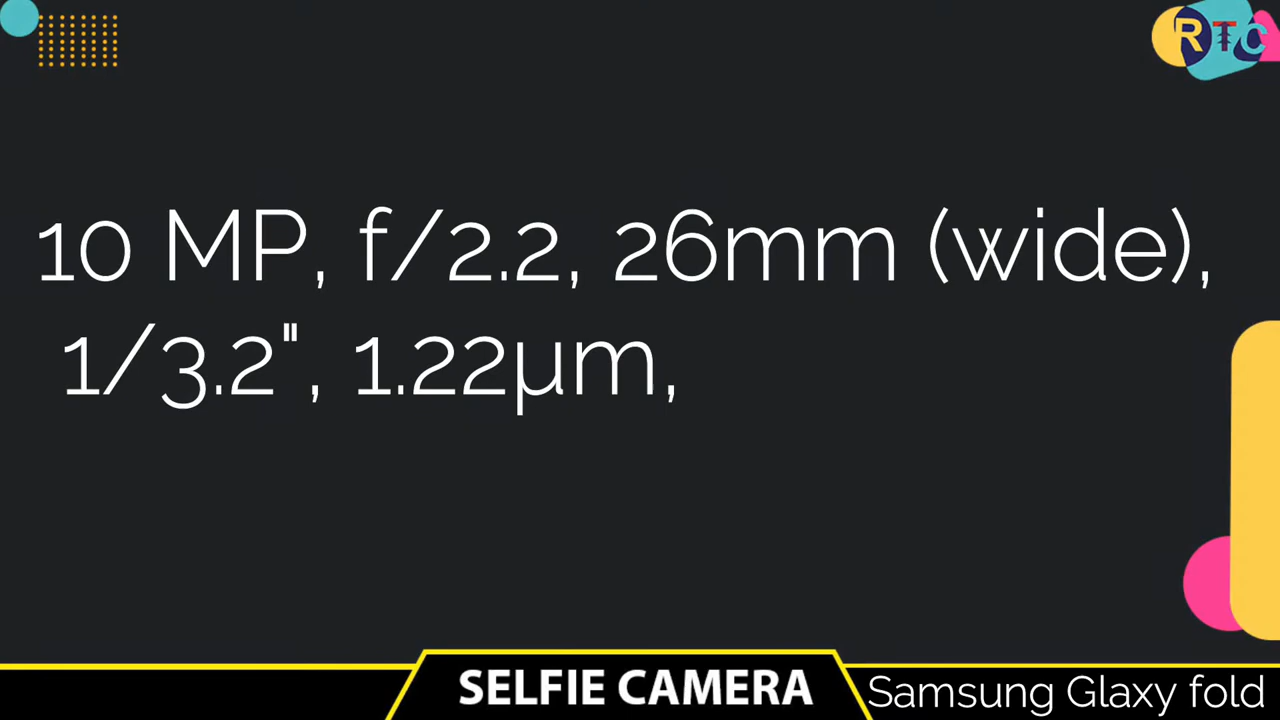 RTC
10 MP, f/2.2, 26mm (wide),
1/3.2", 1.22µm,
SELFIE CAMERA
Samsung Glaxy fold